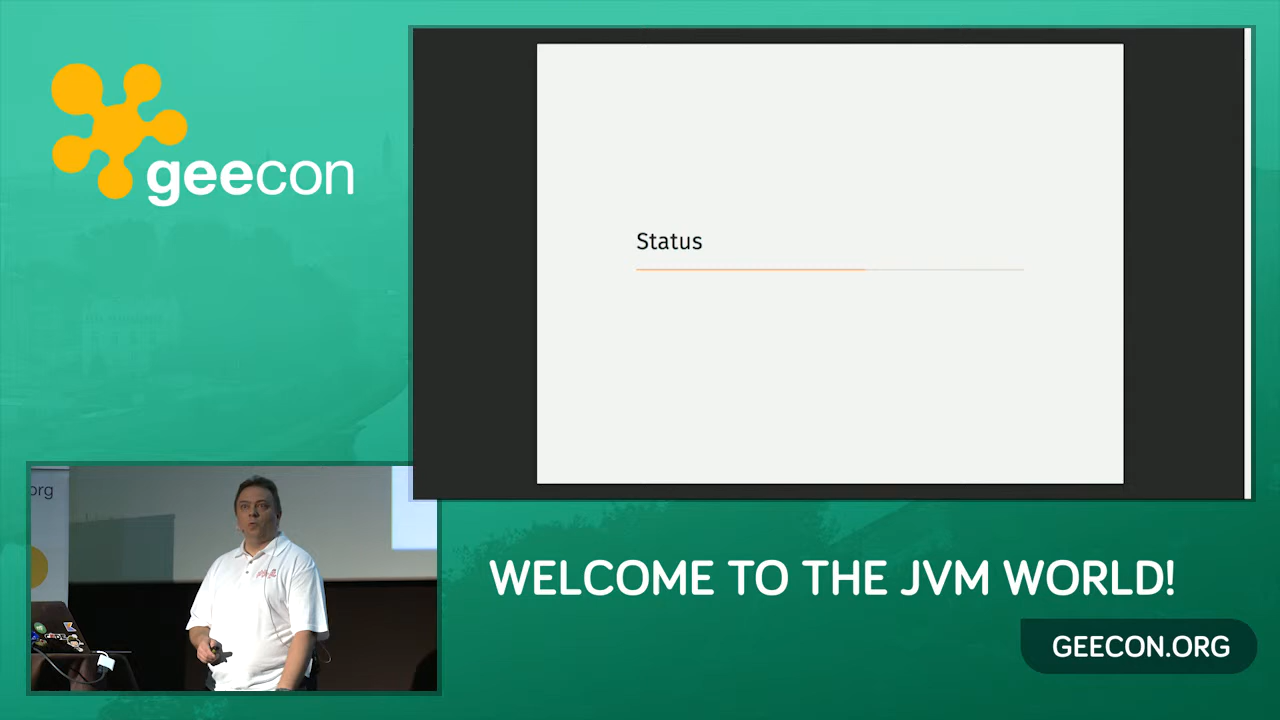 geecon
Status
org
WELCOME TO THE JVM WORLD!
GEECON.ORG